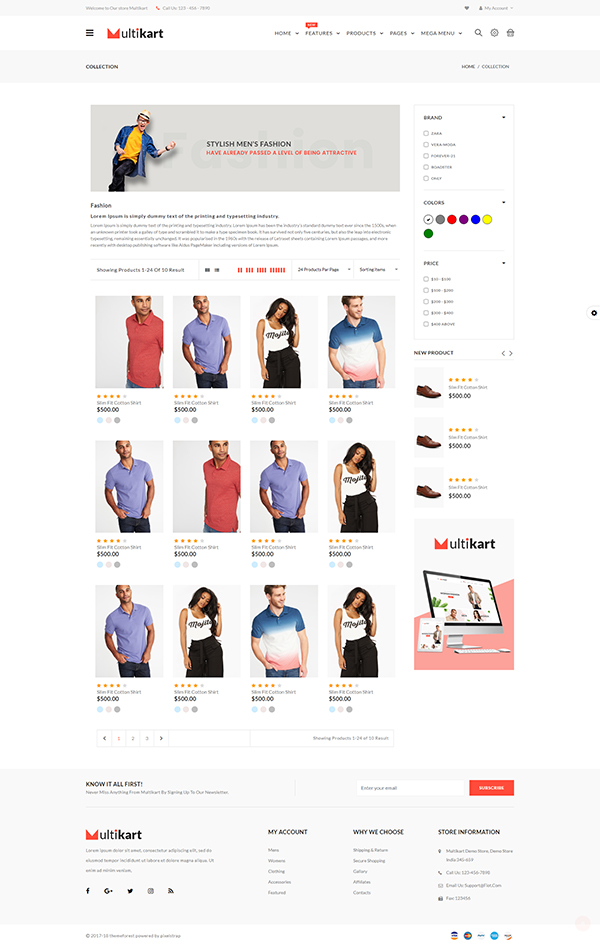 Welcome to Our store Multikart
Call Us: 123 - 456 - 7890
My Account
Multikart
NEW
HOME
FEATURES
PRODUCTS
PAGES
MEGA MENU
COLLECTION
HOME / COLLECTION
Fashion
STYLISH MEN'S FASHION
HAVE ALREADY PASSED A LEVEL OF BEING ATTRACTIVE
Fashion
Lorem Ipsum is simply dummy text of the printing and typesetting industry.
Lorem Ipsum is simply dummy text of the printing and typesetting industry. Lorem Ipsum has been the industry's standard dummy text ever since the 1500s, when
an unknown printer took a galley of type and scrambled it to make a type specimen book. It has survived not only five centuries, but also the leap into electronic
typesetting, remaining essentially unchanged. It was popularised in the 1960s with the release of Letraset sheets containing Lorem Ipsum passages, and more
recently with desktop publishing software like Aldus PageMaker including versions of Lorem Ipsum.
Showing Products 1-24 Of 10 Result
24 Products Par Page
Sorting Items
Slim Fit Cotton Shirt
$500.00
Slim Fit Cotton Shirt
$500.00
Slim Fit Cotton Shirt
$500.00
Slim Fit Cotton Shirt
$500.00
Mojito
Slim Fit Cotton Shirt
$500.00
Slim Fit Cotton Shirt
$500.00
Slim Fit Cotton Shirt
$500.00
Slim Fit Cotton Shirt
$500.00
Mojito
Slim Fit Cotton Shirt
$500.00
Slim Fit Cotton Shirt
$500.00
Slim Fit Cotton Shirt
$500.00
Slim Fit Cotton Shirt
$500.00
Mojito
Mojito
1
2
3
Showing Products 1-24 of 10 Result
BRAND
ZARA
VERA-MODA
FOREVER-21
ROADSTER
ONLY
COLORS
PRICE
$10 - $100
$100 - $200
$200 - $300
$300 - $400
$400 ABOVE
NEW PRODUCT
Slim Fit Cotton Shirt
$500.00
Slim Fit Cotton Shirt
$500.00
Slim Fit Cotton Shirt
$500.00
Multikart
KNOW IT ALL FIRST!
Never Miss Anything From Multikart By Signing Up To Our Newsletter.
Enter your email
SUBSCRIBE
Multikart
Lorem ipsum dolor sit amet, consectetur adipiscing elit, sed do
eiusmod tempor incididunt ut labore et dolore magna aliqua. Ut
enim ad minim veniam,
MY ACCOUNT
Mens
Womens
Clothing
Accessories
Featured
WHY WE CHOOSE
Shipping & Return
Secure Shopping
Gallary
Affiliates
Contacts
STORE INFORMATION
Multikart Demo Store, Demo Store
India 345-659
Call Us: 123-456-7898
Email Us: Support@Fiot.Com
Fax: 123456
© 2017-18 themeforest powered by pixelstrap